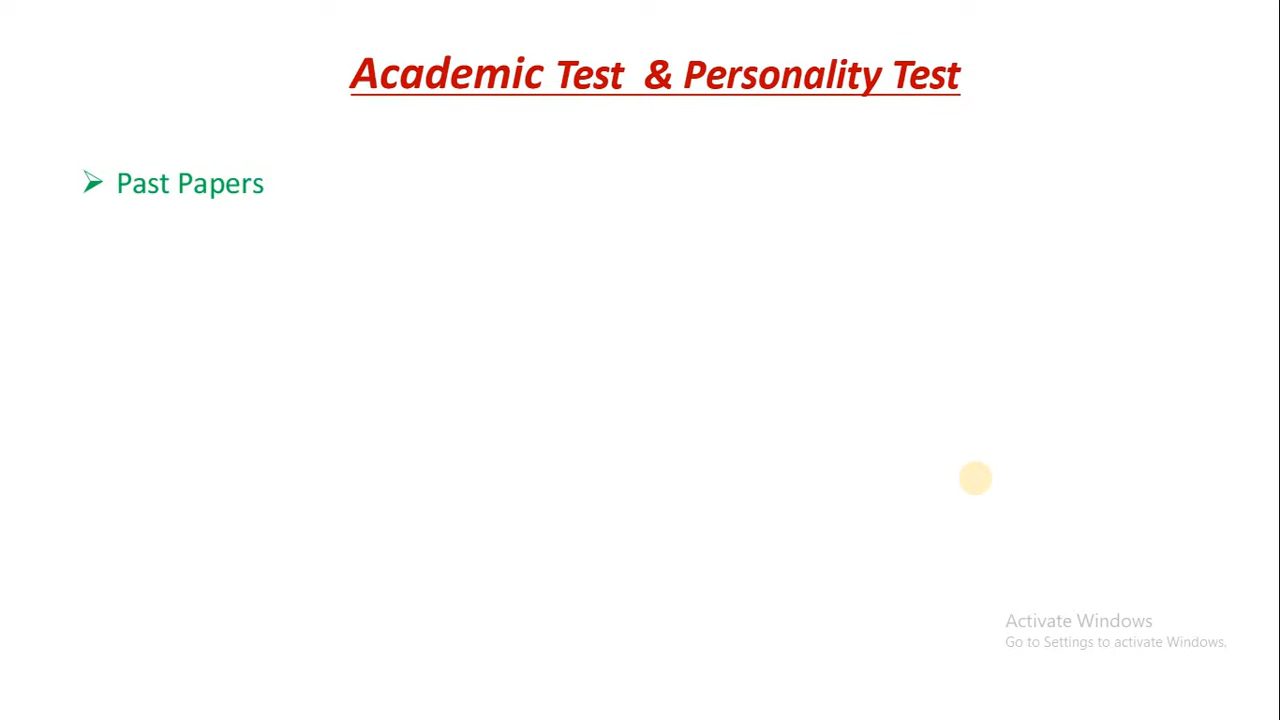 Academic Test & Personality Test
➢ Past Papers
Activate Windows
Go to Settings to activate Windows.